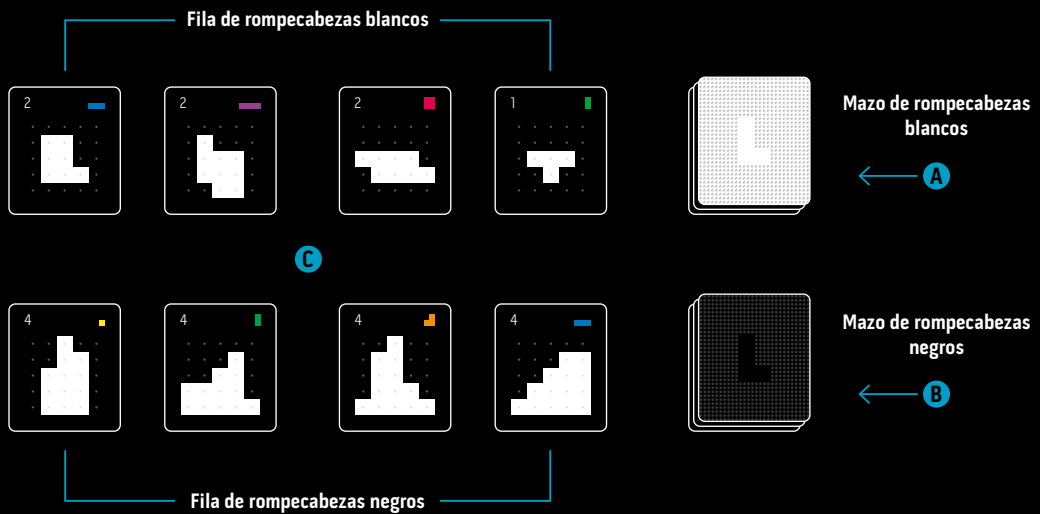 Fila de rompecabezas blancos
2
2
2
1
Mazo de rompecabezas
blancos
A
C
4
4
4
4
Mazo de rompecabezas
negros
B
Fila de rompecabezas negros